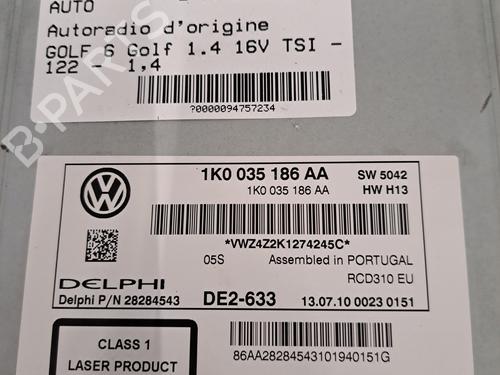 AUTO
Autoradio d'origine
GOLF 6 Golf 1.4 16V TSI -
122 - 1,4
?0000094757234
B-PARTS
1K0 035 186 AA SW 5042
1K0 035 186 AA HW H13
*VWZ4Z2K1274245C*
05S Assembled in PORTUGAL
RCD310 EU
DELPHI
Delphi P/N 28284543 DE2-633 13.07.10 0023 0151
CLASS 1
LASER PRODUCT
86AA28284543101940151G